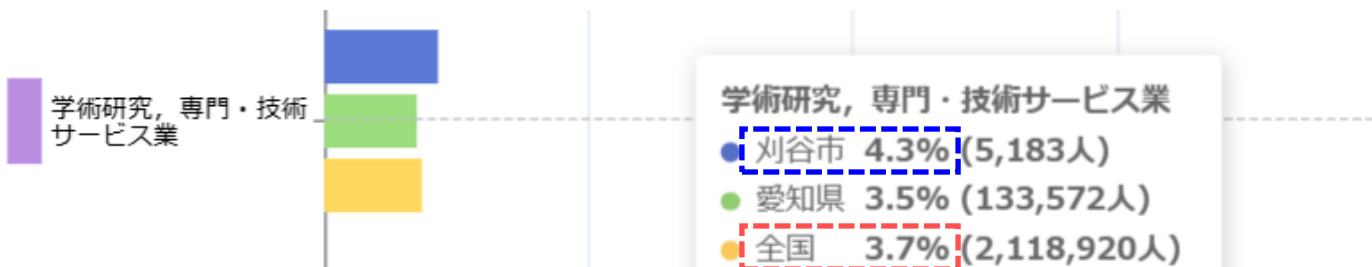 学術研究，専門・技術
サービス業
学術研究，専門・技術サービス業
刈谷市 4.3% (5,183人)
愛知県 3.5% (133,572人)
全国 3.7% (2,118,920人)